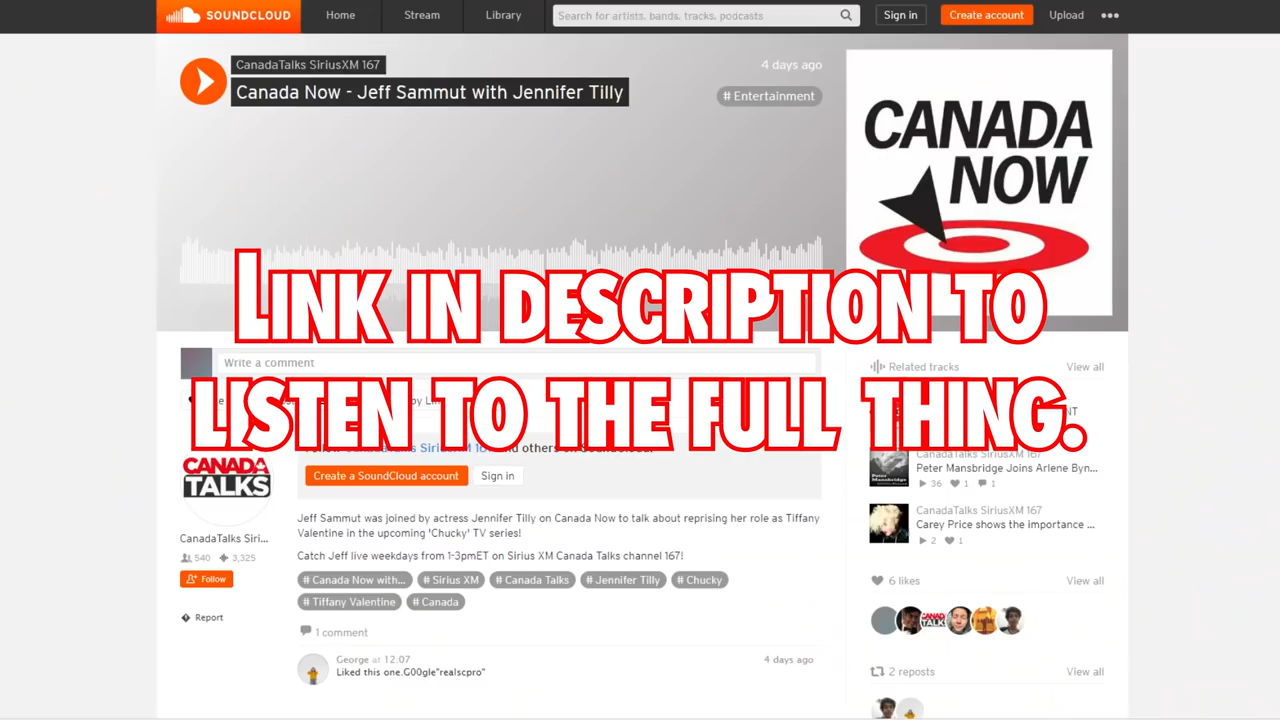 SOUNDCLOUD
Home
Stream
Library
Search for artists, bands, tracks, podcasts
Sign in
Create account
Upload
CanadaTalks SiriusXM 167
4 days ago
Canada Now - Jeff Sammut with Jennifer Tilly
# Entertainment
CANADA
NOW
LINK IN DESCRIPTION TO
LISTEN TO THE FULL THING.
Write a comment
Related tracks
View all
and others on SoundCloud.
Create a SoundCloud account
Sign in
CANADA
TALKS
CanadaTalks Siri...
540
3,325
Follow
Report
Jeff Sammut was joined by actress Jennifer Tilly on Canada Now to talk about reprising her role as Tiffany
Valentine in the upcoming 'Chucky' TV series!
Catch Jeff live weekdays from 1-3pmET on Sirius XM Canada Talks channel 167!
# Canada Now with...
# Sirius XM
# Canada Talks
# Jennifer Tilly
# Chucky
# Tiffany Valentine
# Canada
1 comment
George at 12:07
4 days ago
Liked this one.G00gle"realscpro"
CanadaTalks SiriusXM 167
Peter Mansbridge Joins Arlene Byn...
36
1
1
CanadaTalks SiriusXM 167
Carey Price shows the importance ...
2
1
6 likes
View all
CANADA
TALK
2 reposts
View all